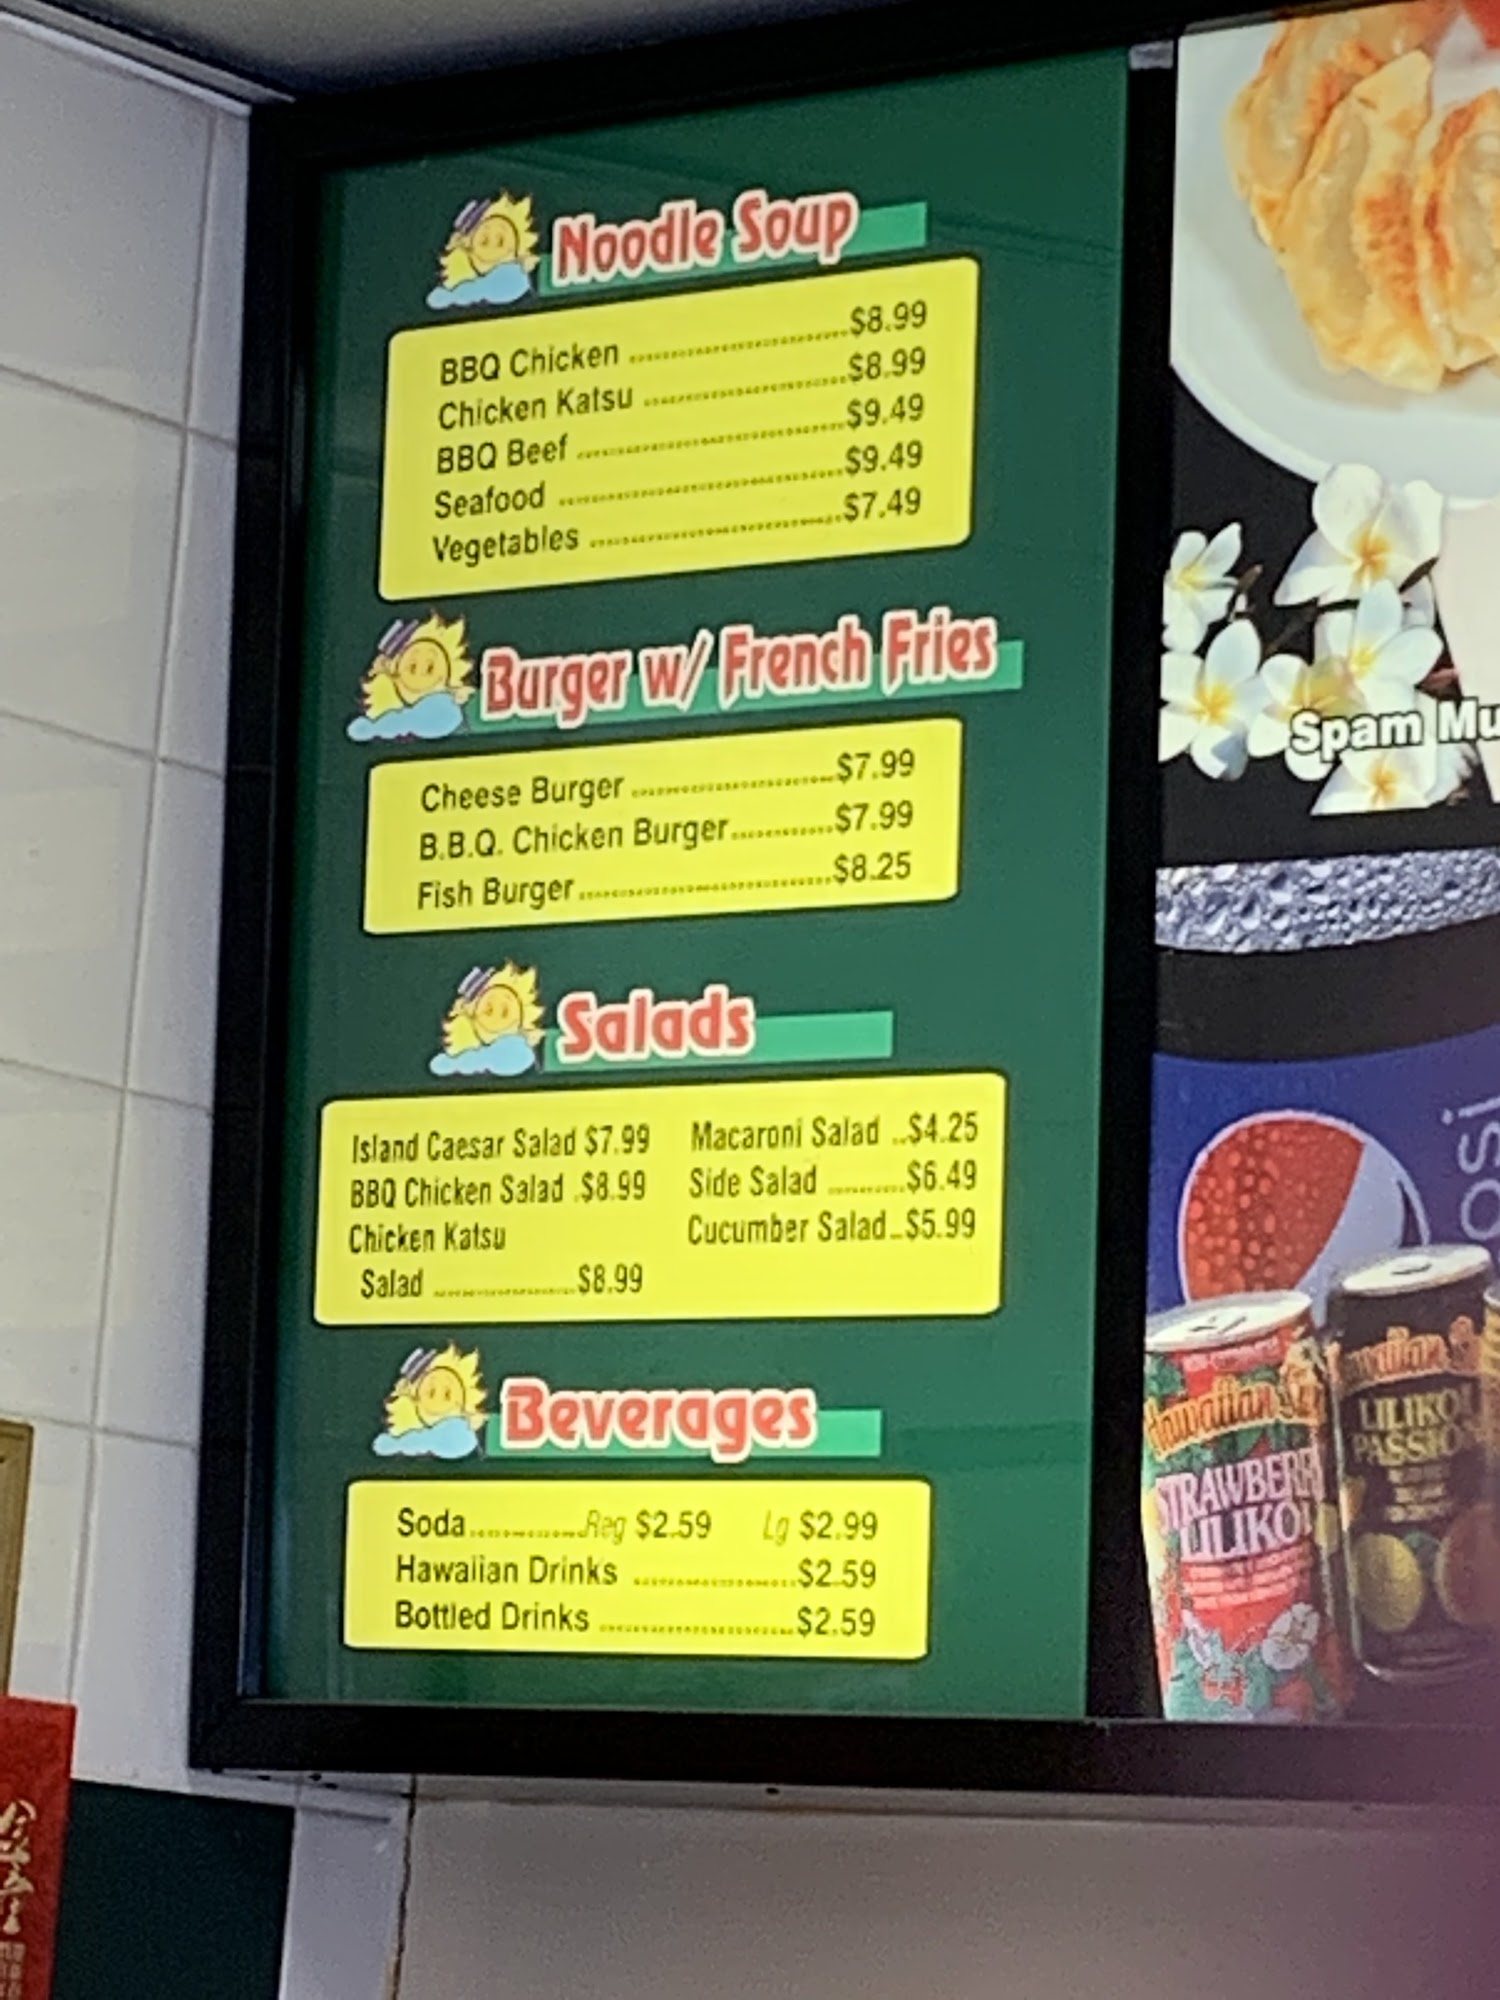 Noodle Soup
BBQ Chicken ........................ $8.99
Chicken Katsu ...................... $8.99
BBQ Beef ............................. $9.49
Seafood ............................... $9.49
Vegetables ........................... $7.49
Burger w/ French Fries
Cheese Burger ...................... $7.99
B.B.Q. Chicken Burger ............ $7.99
Fish Burger ........................... $8.25
Salads
Island Caesar Salad $7.99
BBQ Chicken Salad . $8.99
Chicken Katsu
Salad .................. $8.99
Macaroni Salad ... $4.25
Side Salad .......... $6.49
Cucumber Salad .. $5.99
Beverages
Soda ............. Reg $2.59 Lg $2.99
Hawaiian Drinks .................. $2.59
Bottled Drinks ...................... $2.59
Spam
Hawaiian
STRAWBERRY
LILIKOI
LILIKOI
PASSION